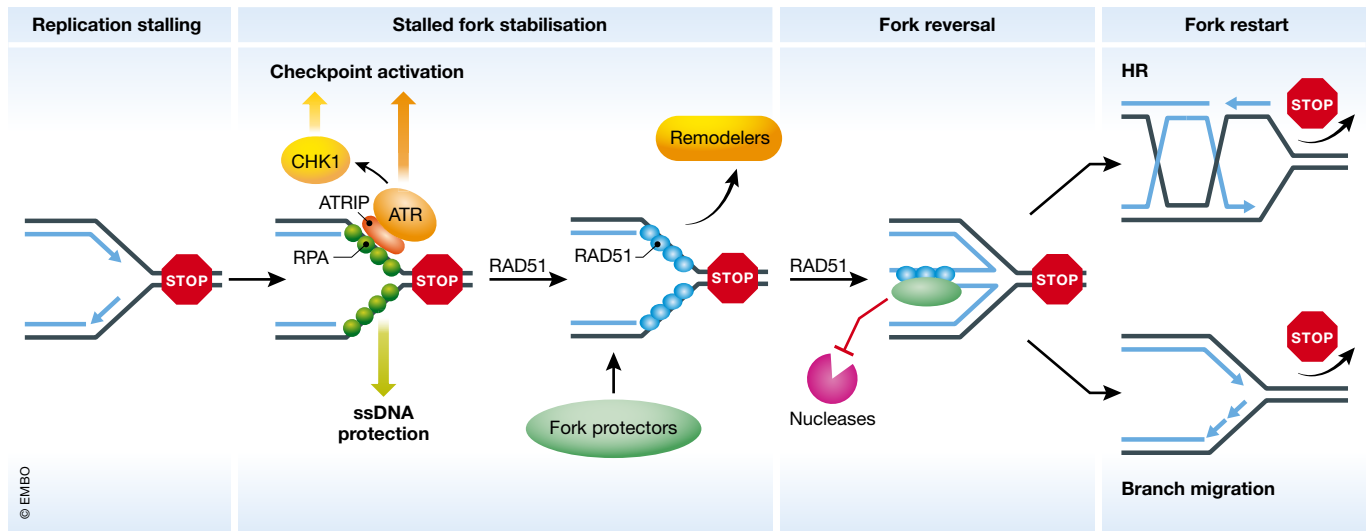 Replication stalling
Stalled fork stabilisation
Fork reversal
Fork restart
Checkpoint activation
CHK1
ATRIP
ATR
RPA
STOP
STOP
ssDNA
protection
RAD51
Remodelers
RAD51
STOP
Fork protectors
RAD51
STOP
Nucleases
HR
STOP
STOP
Branch migration
© EMBO